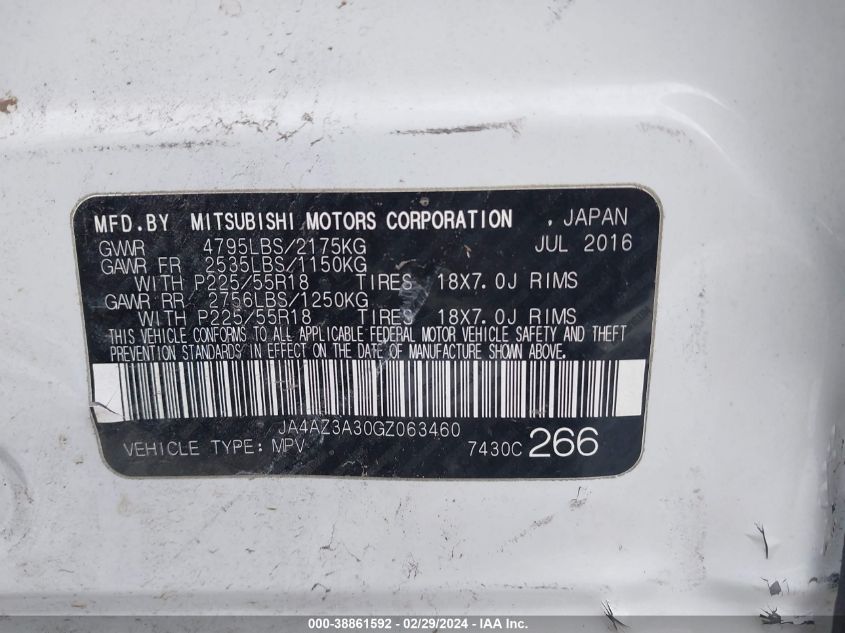 MFD.BY MITSUBISHI MOTORS CORPORATION , JAPAN
GVWR 4795LBS/2175KG JUL 2016
GAWR FR 2535LBS/1150KG
WITH P225/55R18 TIRES 18X7.0J RIMS
GAWR RR 2756LBS/1250KG
WITH P225/55R18 TIRES 18X7.0J RIMS
THIS VEHICLE CONFORMS TO ALL APPLICABLE FEDERAL MOTOR VEHICLE SAFETY AND THEFT
PREVENTION STANDARDS IN EFFECT ON THE DATE OF MANUFACTURE SHOWN ABOVE.
JA4AZ3A30GZ063460
VEHICLE TYPE: MPV 7430C 266
000-38861592 - 02/29/2024 - IAA Inc.